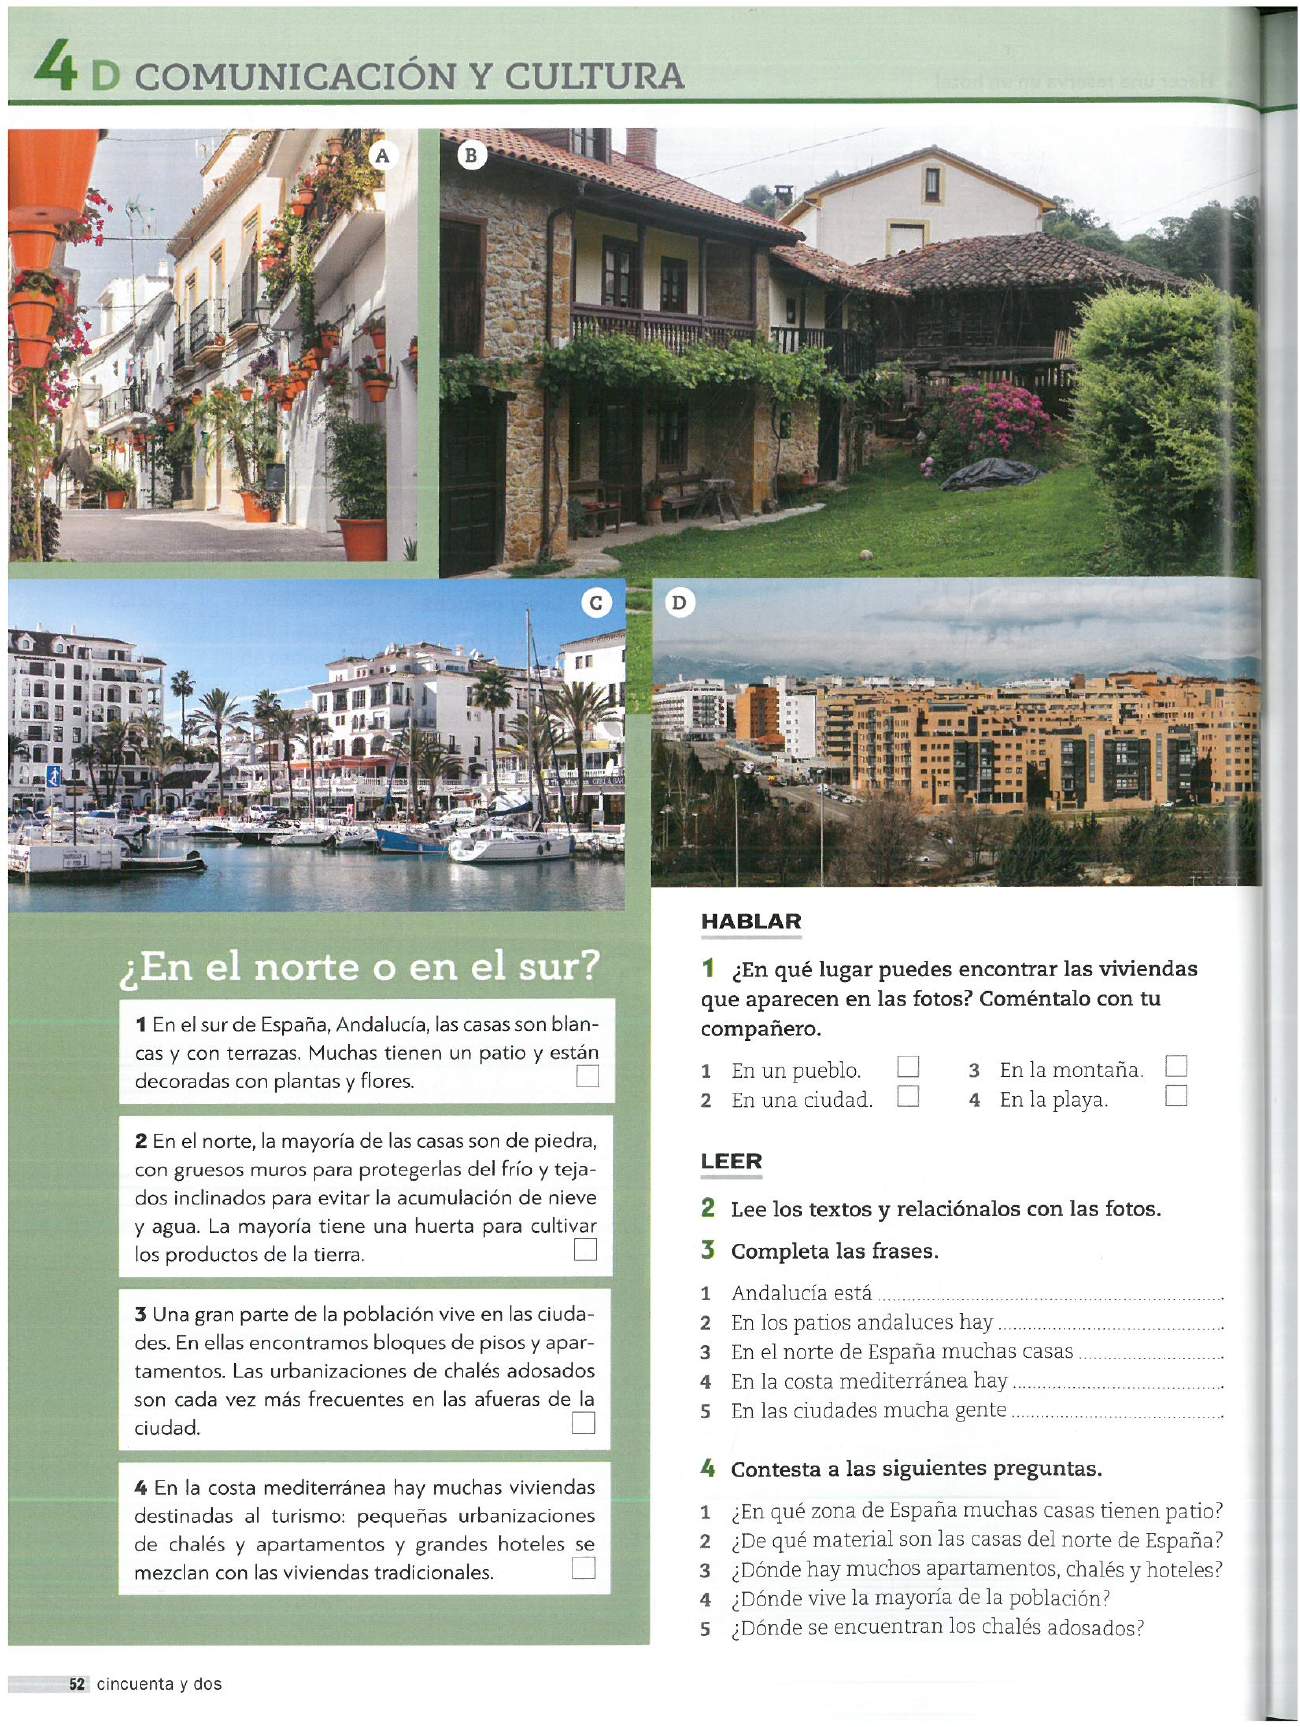 4 D COMUNICACIÓN Y CULTURA
A
B
C
D
¿En el norte o en el sur?
1 En el sur de España, Andalucía, las casas son blan-
cas y con terrazas. Muchas tienen un patio y están
decoradas con plantas y flores.
2 En el norte, la mayoría de las casas son de piedra,
con gruesos muros para protegerlas del frío y teja-
dos inclinados para evitar la acumulación de nieve
y agua. La mayoría tiene una huerta para cultivar
los productos de la tierra.
3 Una gran parte de la población vive en las ciuda-
des. En ellas encontramos bloques de pisos y apar-
tamentos. Las urbanizaciones de chalés adosados
son cada vez más frecuentes en las afueras de la
ciudad.
4 En la costa mediterránea hay muchas viviendas
destinadas al turismo: pequeñas urbanizaciones
de chalés y apartamentos y grandes hoteles se
mezclan con las viviendas tradicionales.
HABLAR
1 ¿En qué lugar puedes encontrar las viviendas
que aparecen en las fotos? Coméntalo con tu
compañero.
1 En un pueblo. 3 En la montaña.
2 En una ciudad. 4 En la playa.
LEER
2 Lee los textos y relaciónalos con las fotos.
3 Completa las frases.
1 Andalucía está ........................................................................
2 En los patios andaluces hay ...............................................
3 En el norte de España muchas casas ..............................
4 En la costa mediterránea hay ............................................
5 En las ciudades mucha gente ............................................
4 Contesta a las siguientes preguntas.
1 ¿En qué zona de España muchas casas tienen patio?
2 ¿De qué material son las casas del norte de España?
3 ¿Dónde hay muchos apartamentos, chalés y hoteles?
4 ¿Dónde vive la mayoría de la población?
5 ¿Dónde se encuentran los chalés adosados?
52 cincuenta y dos